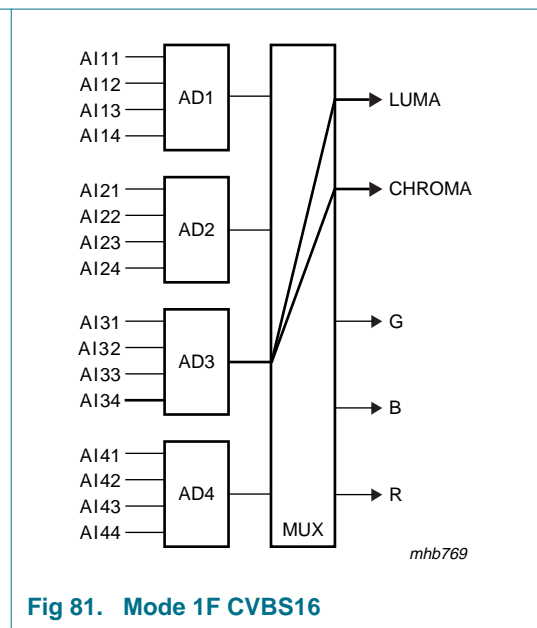 AI11
AI12
AI13
AI14
AD1
LUMA
CHROMA
AI21
AI22
AI23
AI24
AD2
AI31
AI32
AI33
AI34
AD3
G
B
AI41
AI42
AI43
AI44
AD4
R
MUX
mhb769
Fig 81. Mode 1F CVBS16